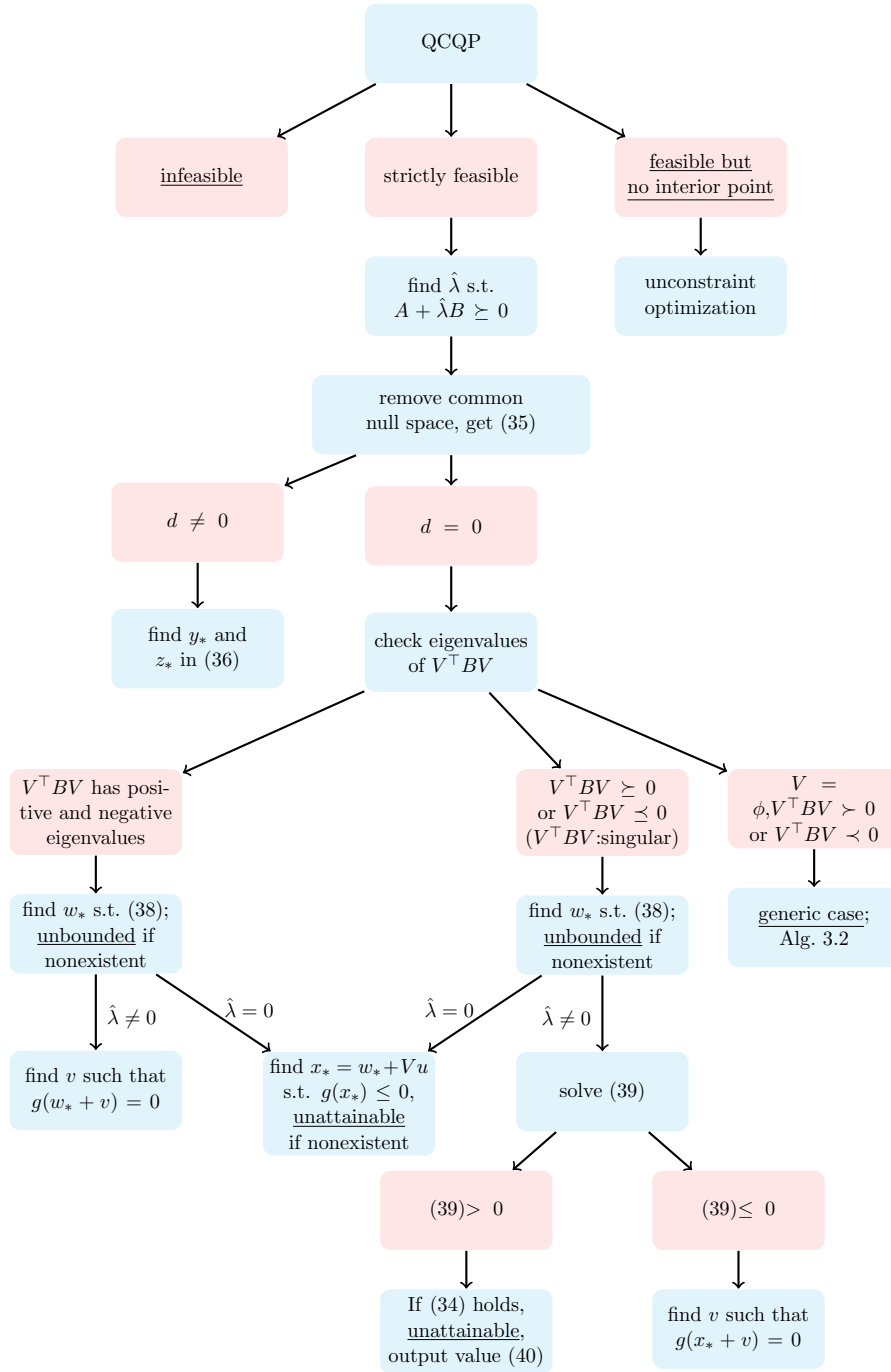 QCQP
infeasible
strictly feasible
feasible but
no interior point
find λ̂ s.t.
A + λ̂B ⪰ 0
unconstraint
optimization
remove common
null space, get (35)
d ≠ 0
d = 0
find y∗ and
z∗ in (36)
check eigenvalues
of V⊤BV
V⊤BV has posi-
tive and negative
eigenvalues
V⊤BV ⪰ 0
or V⊤BV ⪯ 0
(V⊤BV:singular)
V =
ϕ,V⊤BV ≻ 0
or V⊤BV ≺ 0
find w∗ s.t. (38);
unbounded if
nonexistent
find w∗ s.t. (38);
unbounded if
nonexistent
generic case;
Alg. 3.2
λ̂ ≠ 0
λ̂ = 0
λ̂ = 0
λ̂ ≠ 0
find v such that
g(w∗ + v) = 0
find x∗ = w∗+Vu
s.t. g(x∗) ≤ 0,
unattainable
if nonexistent
solve (39)
(39)> 0
(39)≤ 0
If (34) holds,
unattainable,
output value (40)
find v such that
g(x∗ + v) = 0